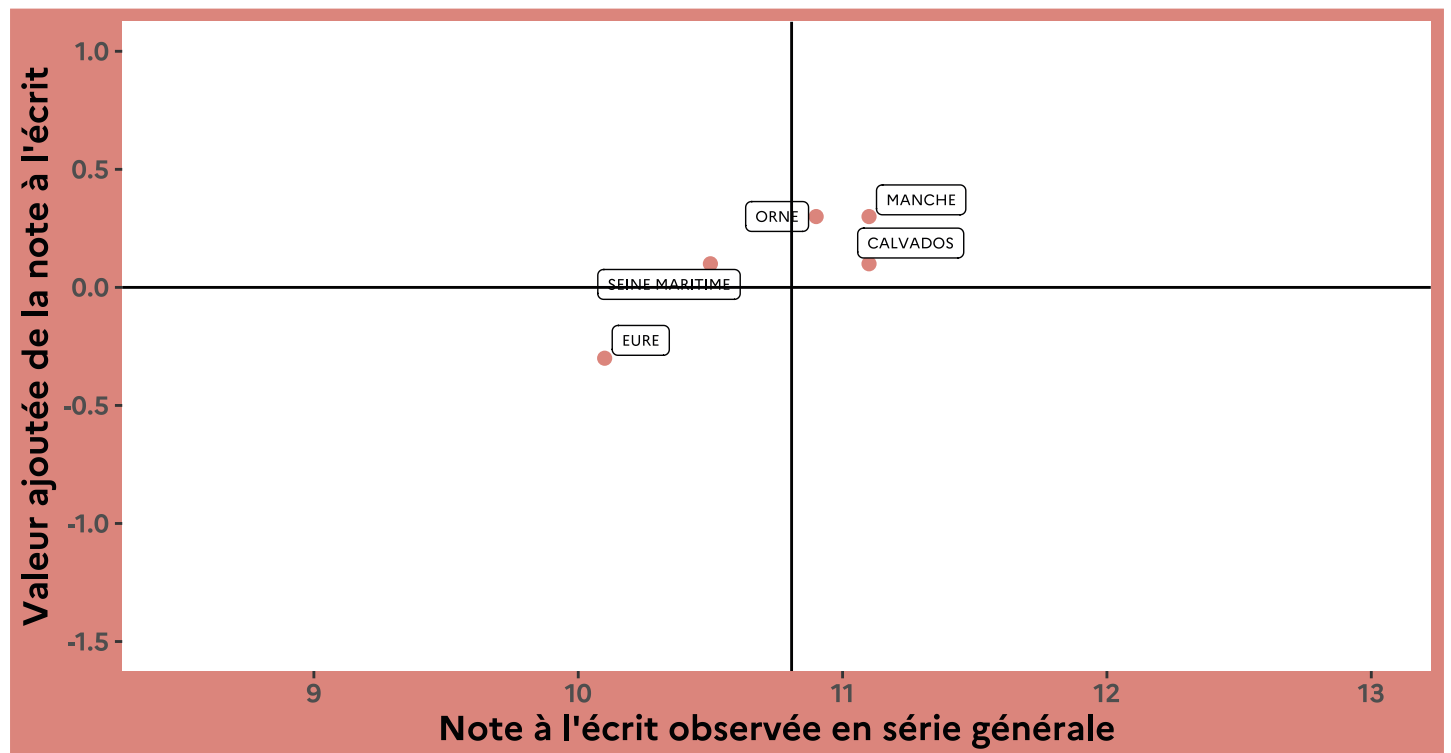 Valeur ajoutée de la note à l'écrit
1.0
0.5
0.0
-0.5
-1.0
-1.5
MANCHE
ORNE
CALVADOS
SEINE MARITIME
EURE
9
10
11
12
13
Note à l'écrit observée en série générale